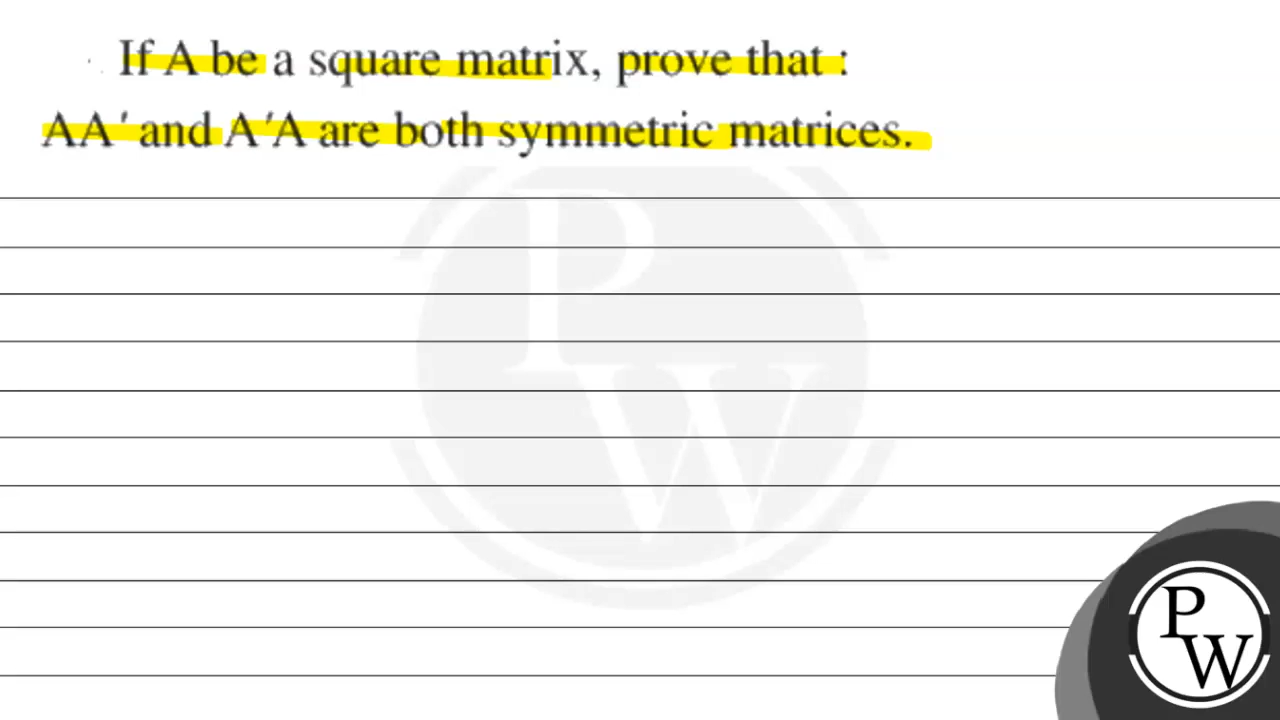 If A be a square matrix, prove that :
AA′ and A′A are both symmetric matrices.
P
W
P
W